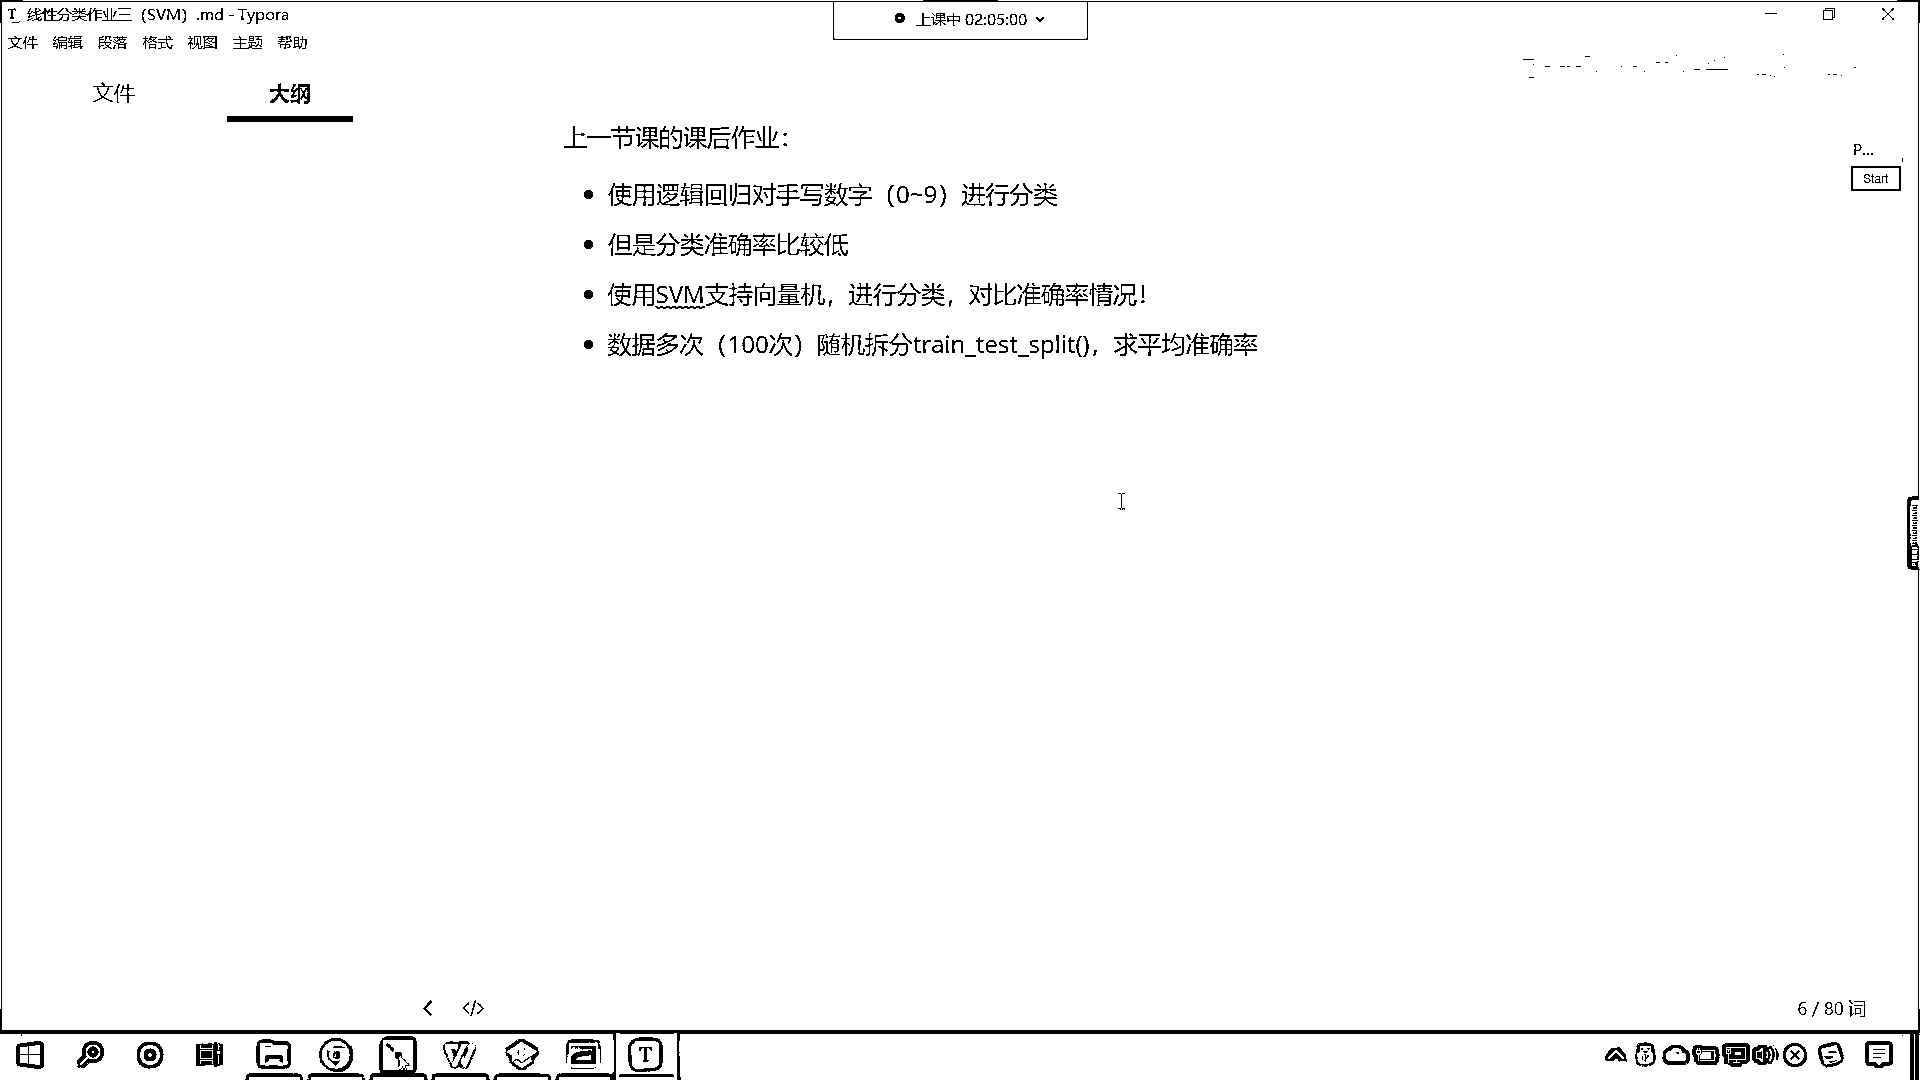 线性分类作业三（SVM）.md - Typora
上课中 02:05:00
文件 编辑 段落 格式 视图 主题 帮助
文件 大纲
上一节课的课后作业：
P...
Start
使用逻辑回归对手写数字（0~9）进行分类
但是分类准确率比较低
使用SVM支持向量机，进行分类，对比准确率情况！
数据多次（100次）随机拆分train_test_split()，求平均准确率
6 / 80 词